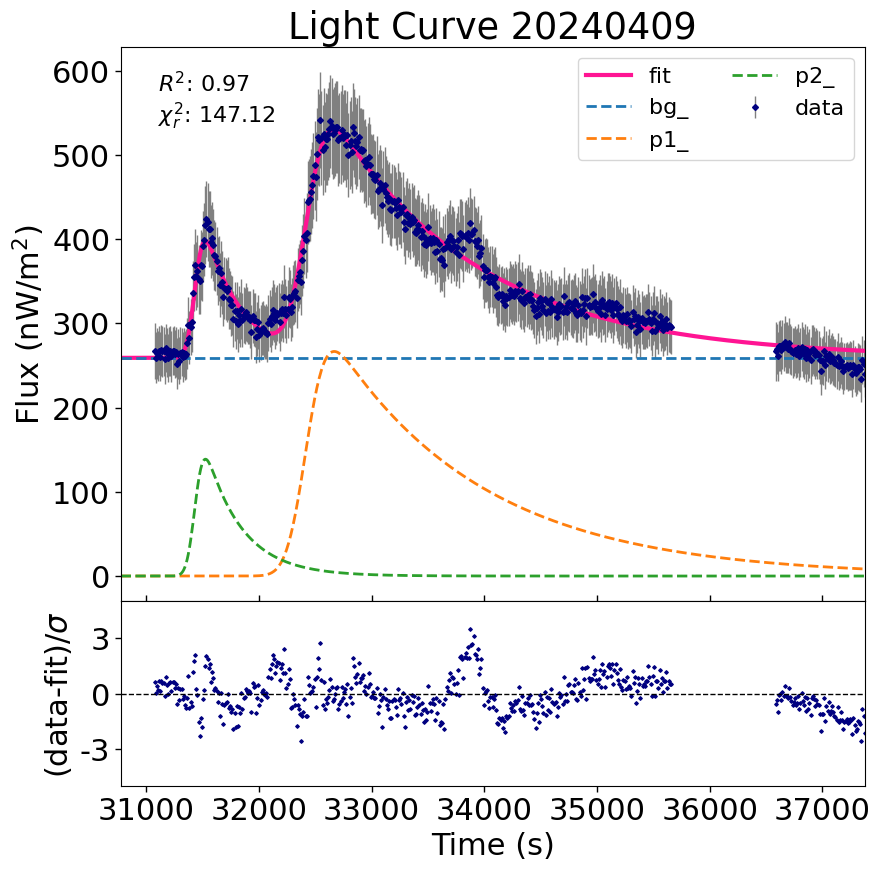 Light Curve 20240409
R²: 0.97
χ²ᵣ: 147.12
fit
bg_
p1_
p2_
data
Flux (nW/m²)
600
500
400
300
200
100
0
(data-fit)/σ
3
0
-3
31000 32000 33000 34000 35000 36000 37000
Time (s)